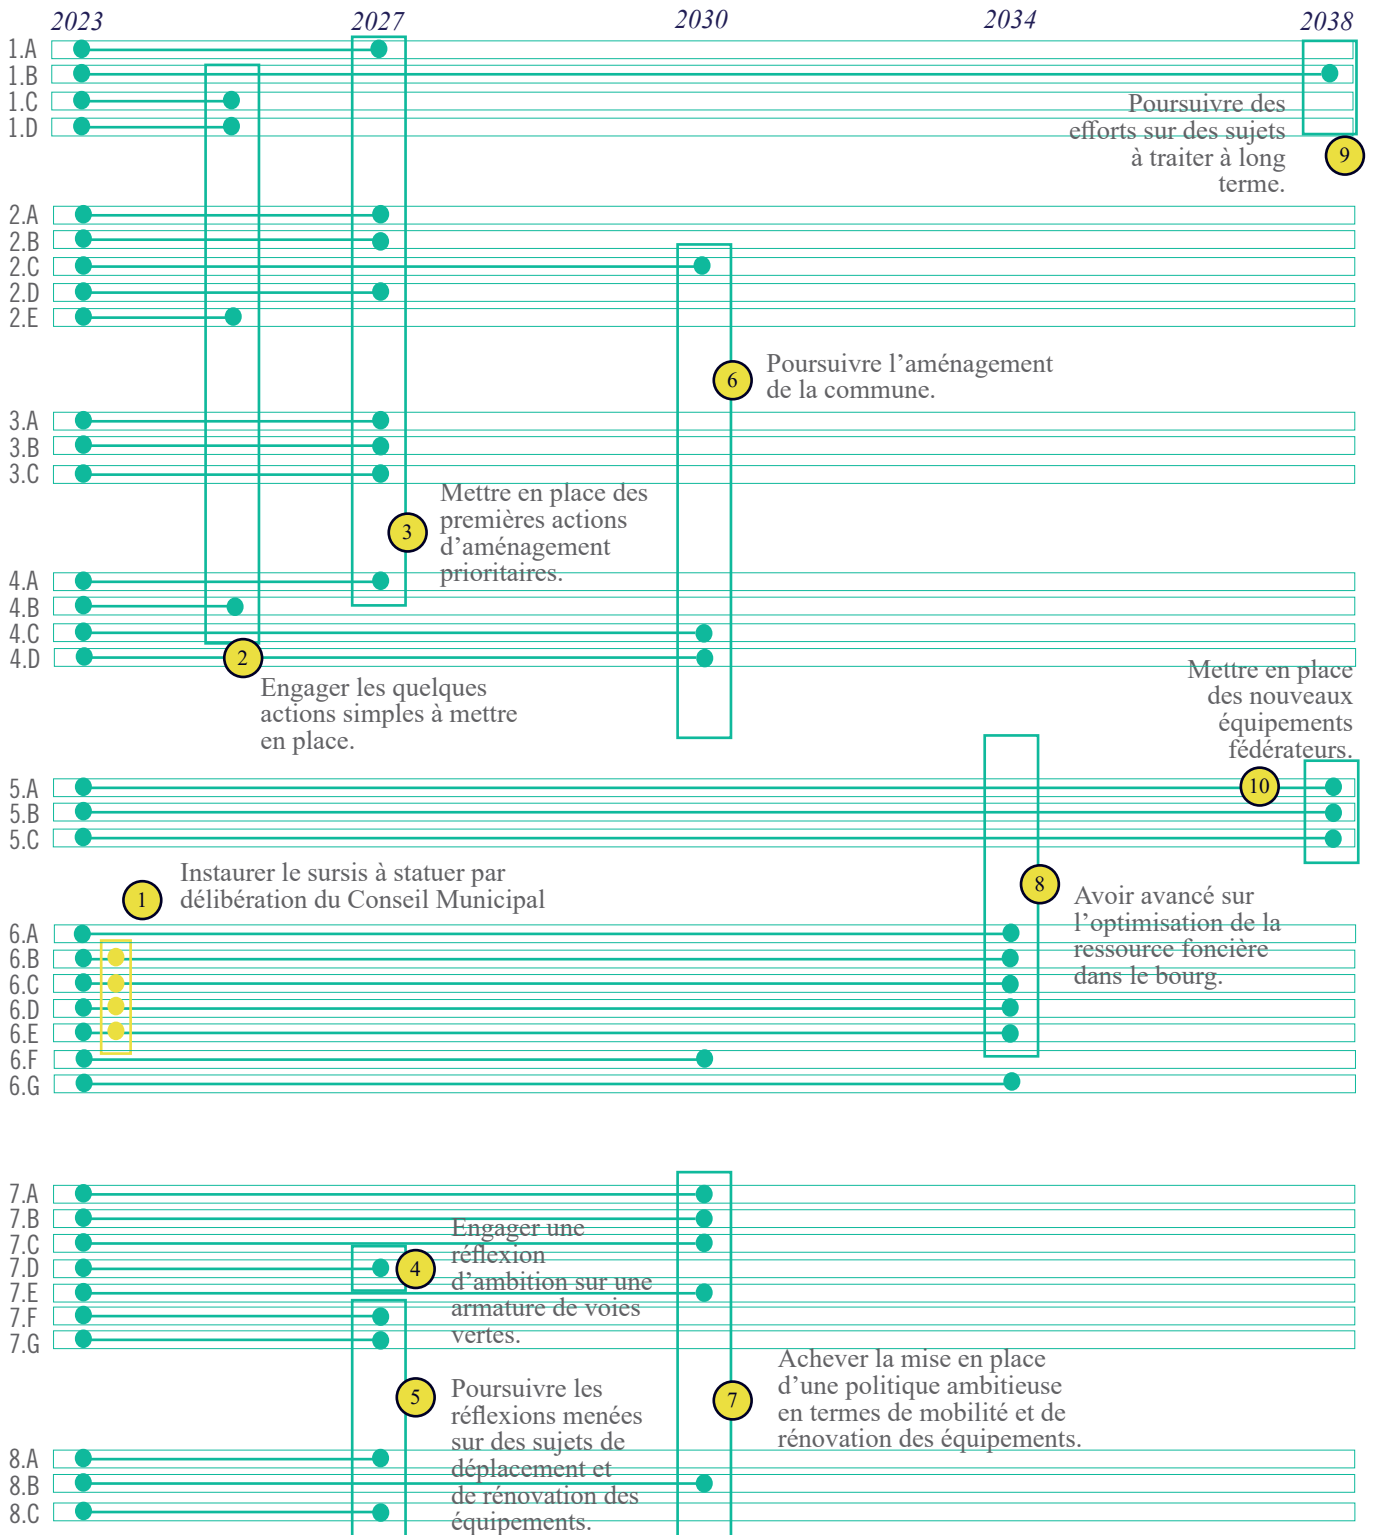 2023 2027 2030 2034 2038
1.A
1.B
1.C
1.D
Poursuivre des
efforts sur des sujets
à traiter à long
terme.
9
2.A
2.B
2.C
2.D
2.E
6
Poursuivre l’aménagement
de la commune.
3.A
3.B
3.C
3
Mettre en place des
premières actions
d’aménagement
prioritaires.
4.A
4.B
4.C
4.D
2
Engager les quelques
actions simples à mettre
en place.
Mettre en place
des nouveaux
équipements
fédérateurs.
10
5.A
5.B
5.C
1
Instaurer le sursis à statuer par
délibération du Conseil Municipal
8
Avoir avancé sur
l’optimisation de la
ressource foncière
dans le bourg.
6.A
6.B
6.C
6.D
6.E
6.F
6.G
7.A
7.B
7.C
7.D
7.E
7.F
7.G
4
Engager une
réflexion
d’ambition sur une
armature de voies
vertes.
5
Poursuivre les
réflexions menées
sur des sujets de
déplacement et
de rénovation des
équipements.
7
Achever la mise en place
d’une politique ambitieuse
en termes de mobilité et de
rénovation des équipements.
8.A
8.B
8.C